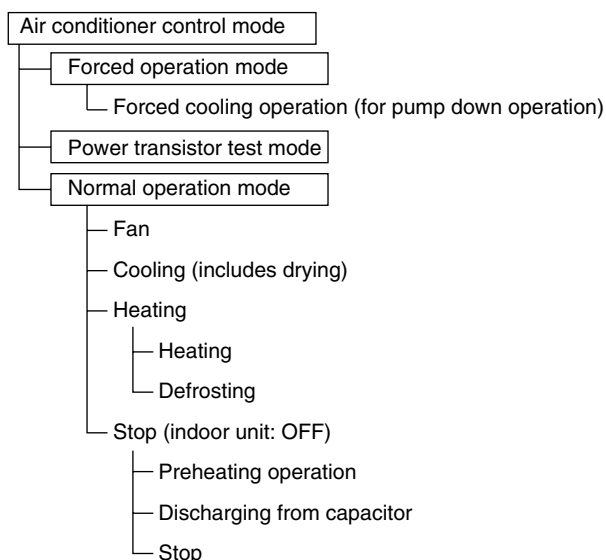 Air conditioner control mode
Forced operation mode
Forced cooling operation (for pump down operation)
Power transistor test mode
Normal operation mode
Fan
Cooling (includes drying)
Heating
Heating
Defrosting
Stop (indoor unit: OFF)
Preheating operation
Discharging from capacitor
Stop